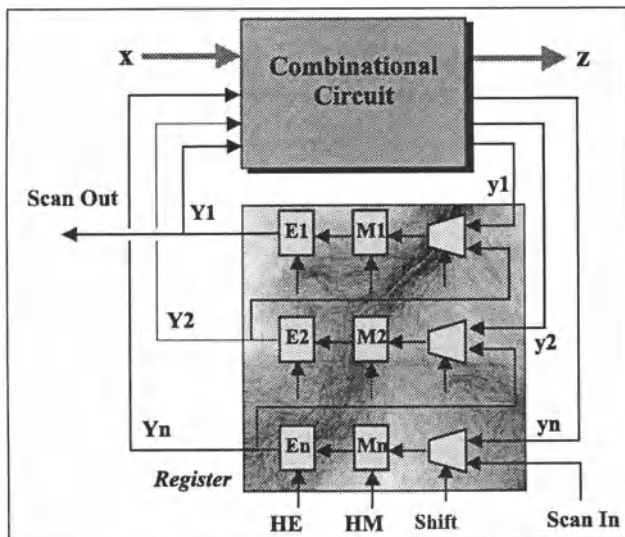 x
Combinational
Circuit
z
Scan Out
Y1
y1
E1
M1
Y2
E2
M2
y2
Yn
yn
En
Mn
Register
HE
HM
Shift
Scan In